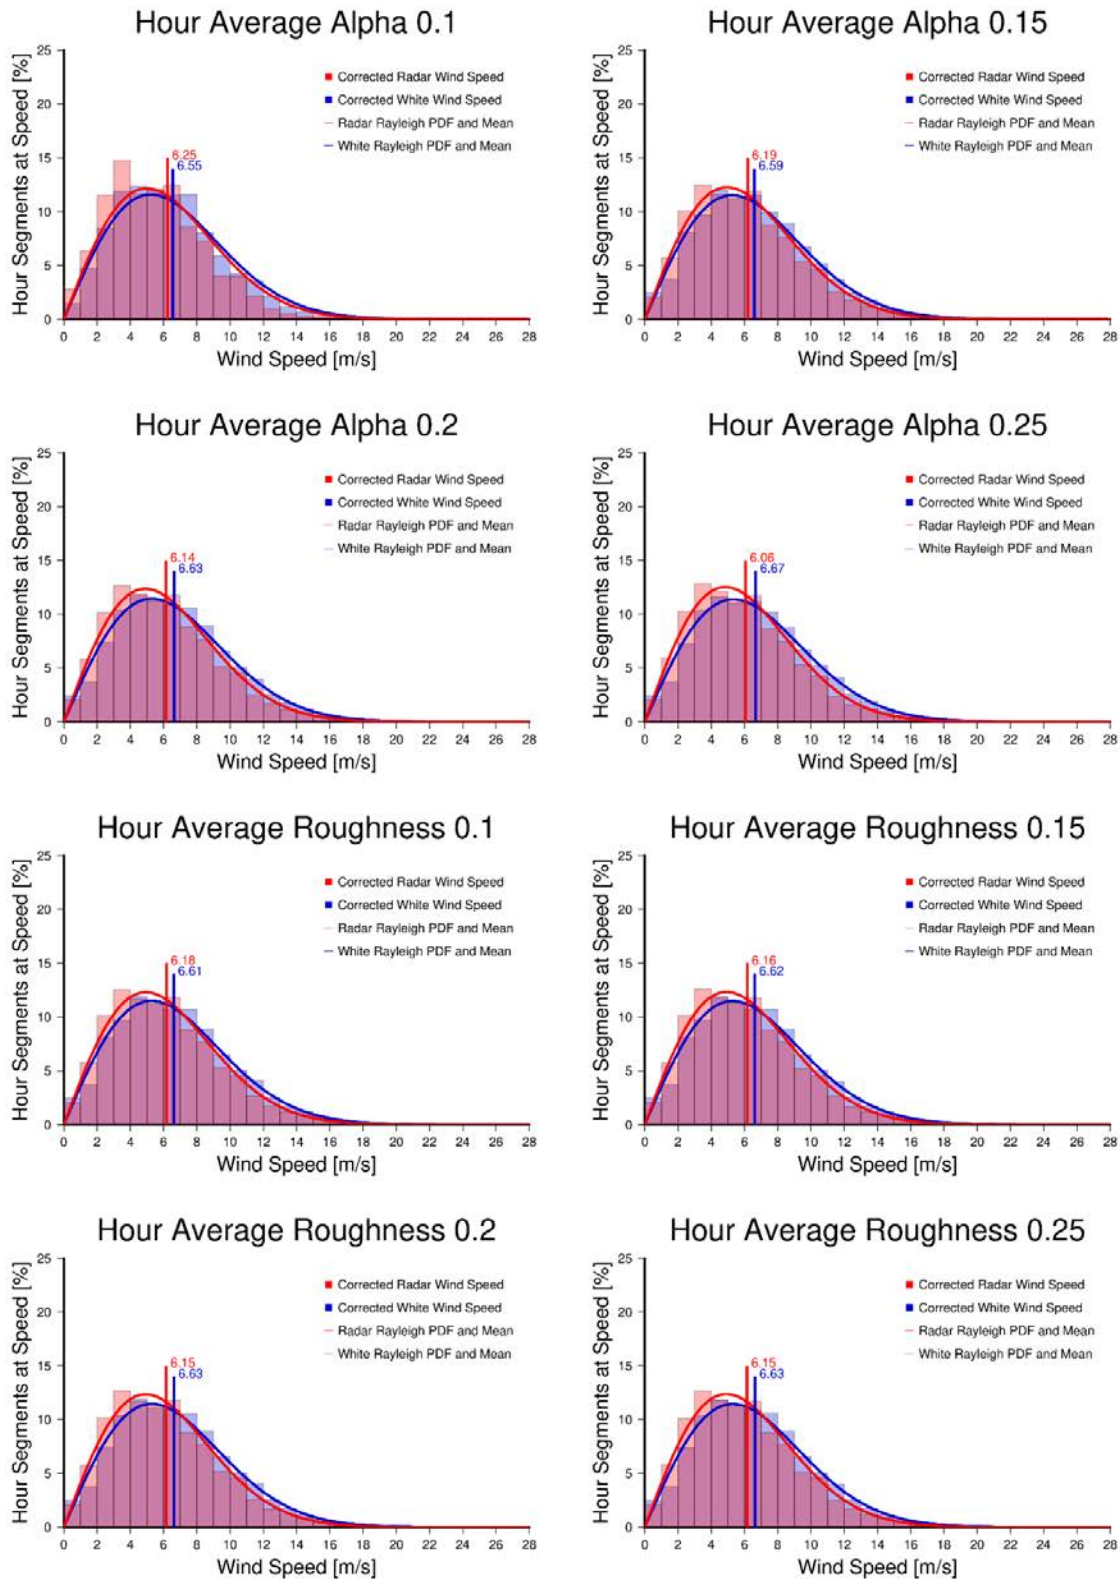 Hour Average Alpha 0.1
Hour Segments at Speed [%]
25
20
15
10
5
0
Corrected Radar Wind Speed
Corrected White Wind Speed
Radar Rayleigh PDF and Mean
White Rayleigh PDF and Mean
6.25
6.55
0 2 4 6 8 10 12 14 16 18 20 22 24 26 28
Wind Speed [m/s]
Hour Average Alpha 0.15
Hour Segments at Speed [%]
25
20
15
10
5
0
Corrected Radar Wind Speed
Corrected White Wind Speed
Radar Rayleigh PDF and Mean
White Rayleigh PDF and Mean
6.19
6.59
0 2 4 6 8 10 12 14 16 18 20 22 24 26 28
Wind Speed [m/s]
Hour Average Alpha 0.2
Hour Segments at Speed [%]
25
20
15
10
5
0
Corrected Radar Wind Speed
Corrected White Wind Speed
Radar Rayleigh PDF and Mean
White Rayleigh PDF and Mean
6.14
6.63
0 2 4 6 8 10 12 14 16 18 20 22 24 26 28
Wind Speed [m/s]
Hour Average Alpha 0.25
Hour Segments at Speed [%]
25
20
15
10
5
0
Corrected Radar Wind Speed
Corrected White Wind Speed
Radar Rayleigh PDF and Mean
White Rayleigh PDF and Mean
6.06
6.67
0 2 4 6 8 10 12 14 16 18 20 22 24 26 28
Wind Speed [m/s]
Hour Average Roughness 0.1
Hour Segments at Speed [%]
25
20
15
10
5
0
Corrected Radar Wind Speed
Corrected White Wind Speed
Radar Rayleigh PDF and Mean
White Rayleigh PDF and Mean
6.18
6.61
0 2 4 6 8 10 12 14 16 18 20 22 24 26 28
Wind Speed [m/s]
Hour Average Roughness 0.15
Hour Segments at Speed [%]
25
20
15
10
5
0
Corrected Radar Wind Speed
Corrected White Wind Speed
Radar Rayleigh PDF and Mean
White Rayleigh PDF and Mean
6.16
6.62
0 2 4 6 8 10 12 14 16 18 20 22 24 26 28
Wind Speed [m/s]
Hour Average Roughness 0.2
Hour Segments at Speed [%]
25
20
15
10
5
0
Corrected Radar Wind Speed
Corrected White Wind Speed
Radar Rayleigh PDF and Mean
White Rayleigh PDF and Mean
6.15
6.63
0 2 4 6 8 10 12 14 16 18 20 22 24 26 28
Wind Speed [m/s]
Hour Average Roughness 0.25
Hour Segments at Speed [%]
25
20
15
10
5
0
Corrected Radar Wind Speed
Corrected White Wind Speed
Radar Rayleigh PDF and Mean
White Rayleigh PDF and Mean
6.15
6.63
0 2 4 6 8 10 12 14 16 18 20 22 24 26 28
Wind Speed [m/s]